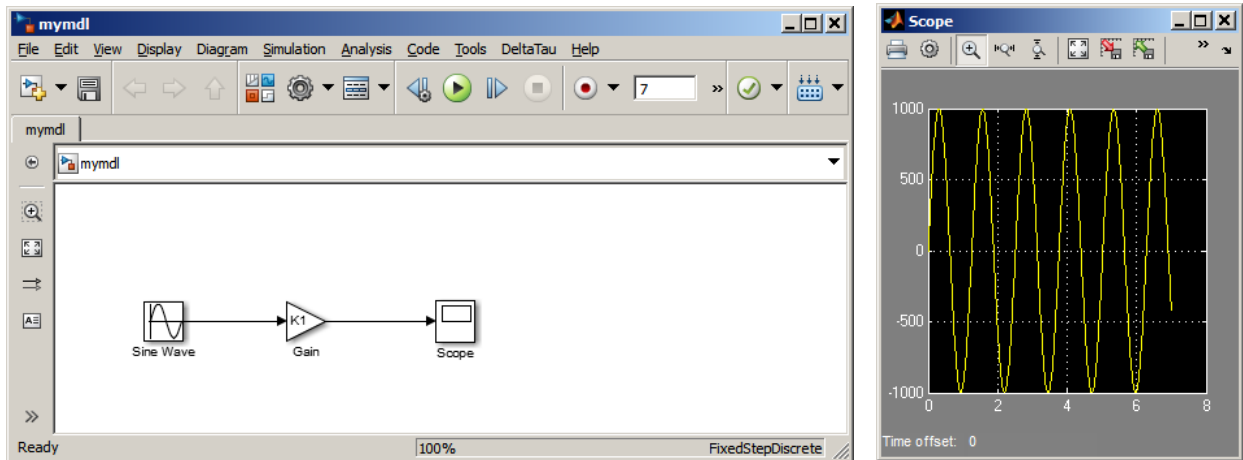 mymdl
File Edit View Display Diagram Simulation Analysis Code Tools DeltaTau Help
7 »
mymdl
mymdl
A
K1
Sine Wave Gain Scope
»
Ready 100% FixedStepDiscrete
Scope
»
1000
500
0
-500
-1000
0 2 4 6 8
Time offset: 0